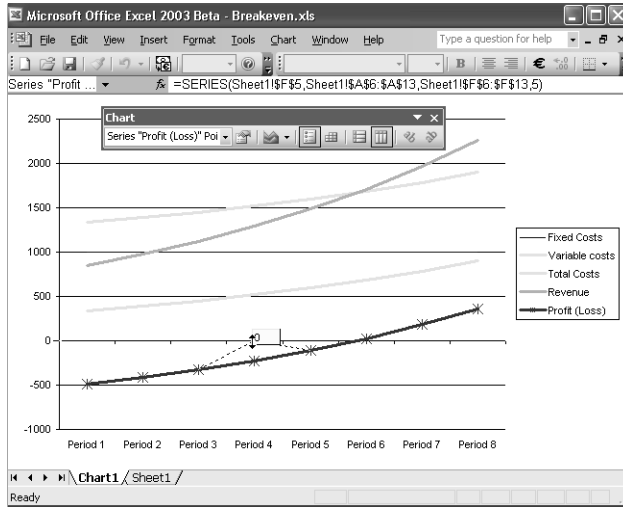 Microsoft Office Excel 2003 Beta - Breakeven.xls
File Edit View Insert Format Tools Chart Window Help Type a question for help
B €
Series "Profit ... fx =SERIES(Sheet1!$F$5,Sheet1!$A$6:$A$13,Sheet1!$F$6:$F$13,5)
Chart
Series "Profit (Loss)" Poi
2500
2000
1500
1000
500
0
-500
-1000
0
Period 1 Period 2 Period 3 Period 4 Period 5 Period 6 Period 7 Period 8
Fixed Costs
Variable costs
Total Costs
Revenue
Profit (Loss)
Chart1 / Sheet1 /
Ready